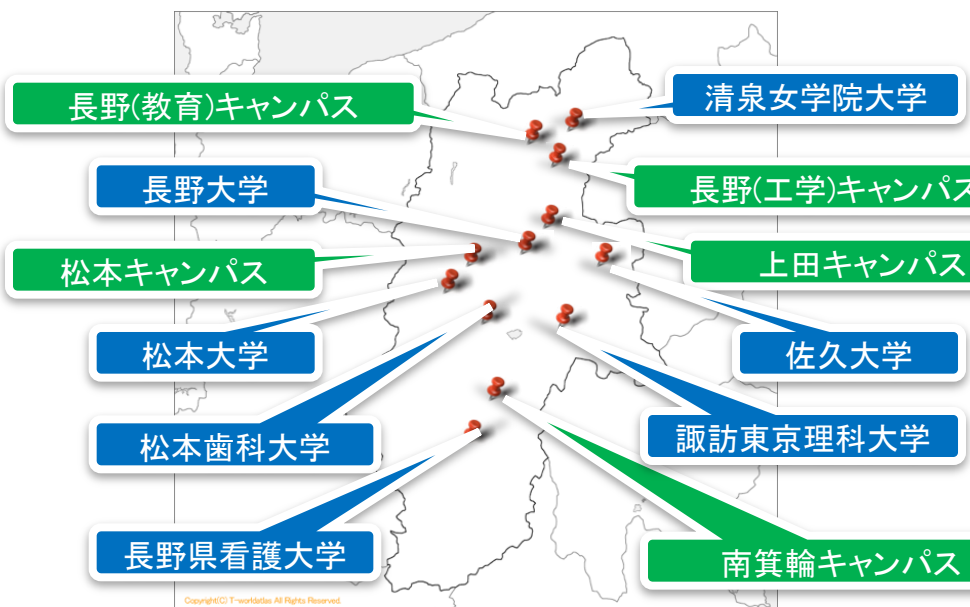 長野(教育)キャンパス
清泉女学院大学
長野大学
長野(工学)キャンパス
松本キャンパス
上田キャンパス
松本大学
佐久大学
松本歯科大学
諏訪東京理科大学
長野県看護大学
南箕輪キャンパス
Copyright(C) T-worldatlas All Rights Reserved.